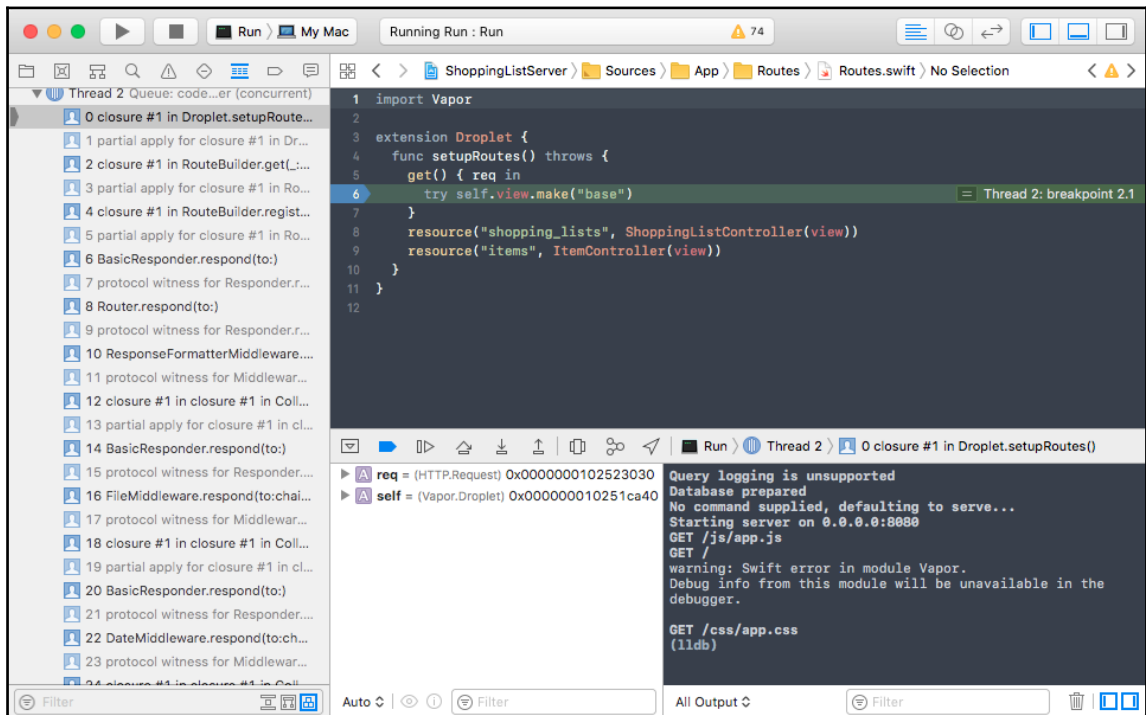 Run 〉 My Mac
Running Run : Run
74
ShoppingListServer 〉 Sources 〉 App 〉 Routes 〉 Routes.swift 〉 No Selection
Thread 2 Queue: code...er (concurrent)
0 closure #1 in Droplet.setupRoute...
1 partial apply for closure #1 in Dr...
2 closure #1 in RouteBuilder.get(_:...
3 partial apply for closure #1 in Ro...
4 closure #1 in RouteBuilder.regist...
5 partial apply for closure #1 in Ro...
6 BasicResponder.respond(to:)
7 protocol witness for Responder.r...
8 Router.respond(to:)
9 protocol witness for Responder.r...
10 ResponseFormatterMiddleware....
11 protocol witness for Middlewar...
12 closure #1 in closure #1 in Coll...
13 partial apply for closure #1 in cl...
14 BasicResponder.respond(to:)
15 protocol witness for Responder....
16 FileMiddleware.respond(to:chai...
17 protocol witness for Middlewar...
18 closure #1 in closure #1 in Coll...
19 partial apply for closure #1 in cl...
20 BasicResponder.respond(to:)
21 protocol witness for Responder....
22 DateMiddleware.respond(to:ch...
23 protocol witness for Middlewar...
24 closure #1 in closure #1 in Coll...
Filter
1 import Vapor
2
3 extension Droplet {
4 func setupRoutes() throws {
5 get() { req in
6 try self.view.make("base")
= Thread 2: breakpoint 2.1
7 }
8 resource("shopping_lists", ShoppingListController(view))
9 resource("items", ItemController(view))
10 }
11 }
12
Run 〉 Thread 2 〉 0 closure #1 in Droplet.setupRoutes()
A req = (HTTP.Request) 0x0000000102523030
A self = (Vapor.Droplet) 0x000000010251ca40
Auto
Filter
Query logging is unsupported
Database prepared
No command supplied, defaulting to serve...
Starting server on 0.0.0.0:8080
GET /js/app.js
GET /
warning: Swift error in module Vapor.
Debug info from this module will be unavailable in the
debugger.
GET /css/app.css
(lldb)
All Output
Filter